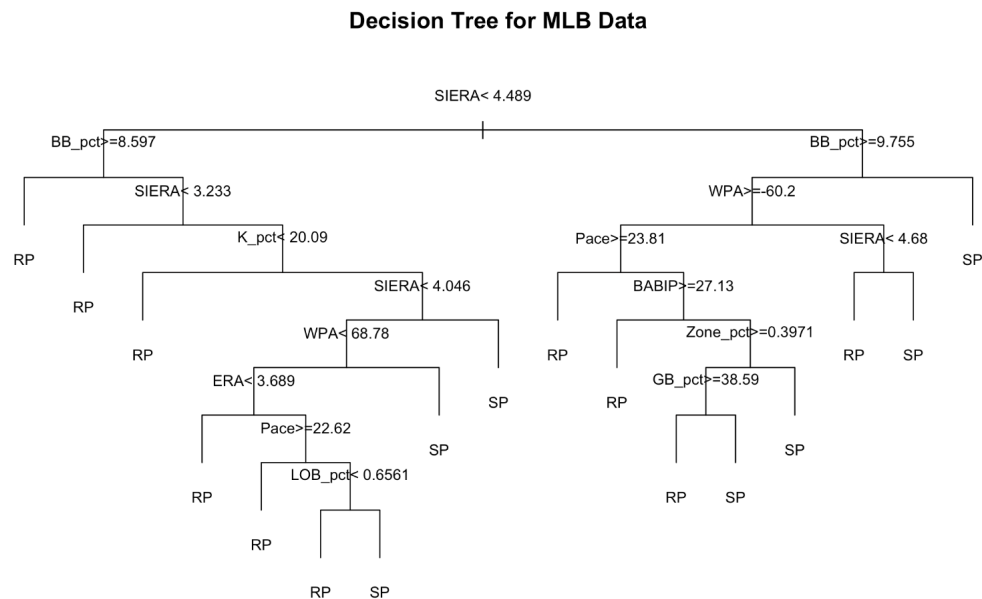 Decision Tree for MLB Data
SIERA< 4.489
BB_pct>=8.597
BB_pct>=9.755
SIERA< 3.233
WPA>=-60.2
K_pct< 20.09
Pace>=23.81
SIERA< 4.68
RP
SP
SIERA< 4.046
BABIP>=27.13
RP
WPA< 68.78
Zone_pct>=0.3971
RP
RP
RP
SP
ERA< 3.689
GB_pct>=38.59
SP
RP
Pace>=22.62
SP
SP
LOB_pct< 0.6561
RP
RP
SP
RP
RP
SP